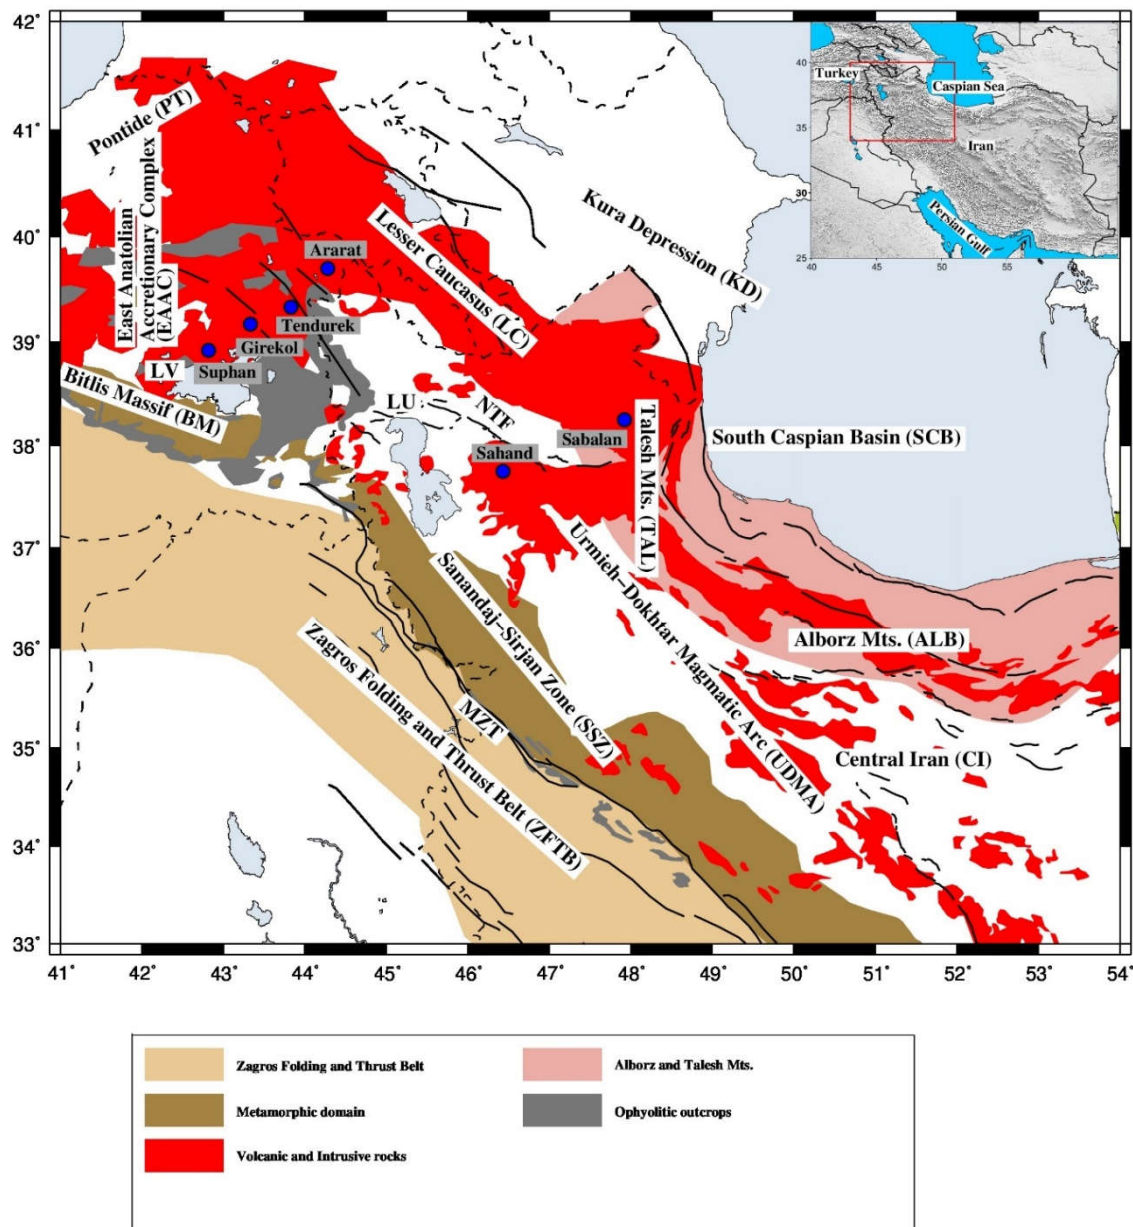 42°
41°
40°
39°
38°
37°
36°
35°
34°
33°
41°
42°
43°
44°
45°
46°
47°
48°
49°
50°
51°
52°
53°
54°
Pontide (PT)
East Anatolian
Accretionary Complex
(EAAC)
Ararat
Tendurek
Girekol
Suphan
LV
Bitlis Massif (BM)
Lesser Caucasus (LC)
Kura Depression (KD)
LU
NTF
Sahand
Sabalan
Talesh Mts. (TAL)
South Caspian Basin (SCB)
Alborz Mts. (ALB)
Urmieh-Dokhtar Magmatic Arc (UDMA)
Sanandaj-Sirjan Zone (SSZ)
MZT
Zagros Folding and Thrust Belt (ZFTB)
Central Iran (CI)
Turkey
Caspian Sea
Iran
Persian Gulf
40
35
30
25
40
45
50
55
60
Zagros Folding and Thrust Belt
Alborz and Talesh Mts.
Metamorphic domain
Ophyolitic outcrops
Volcanic and Intrusive rocks